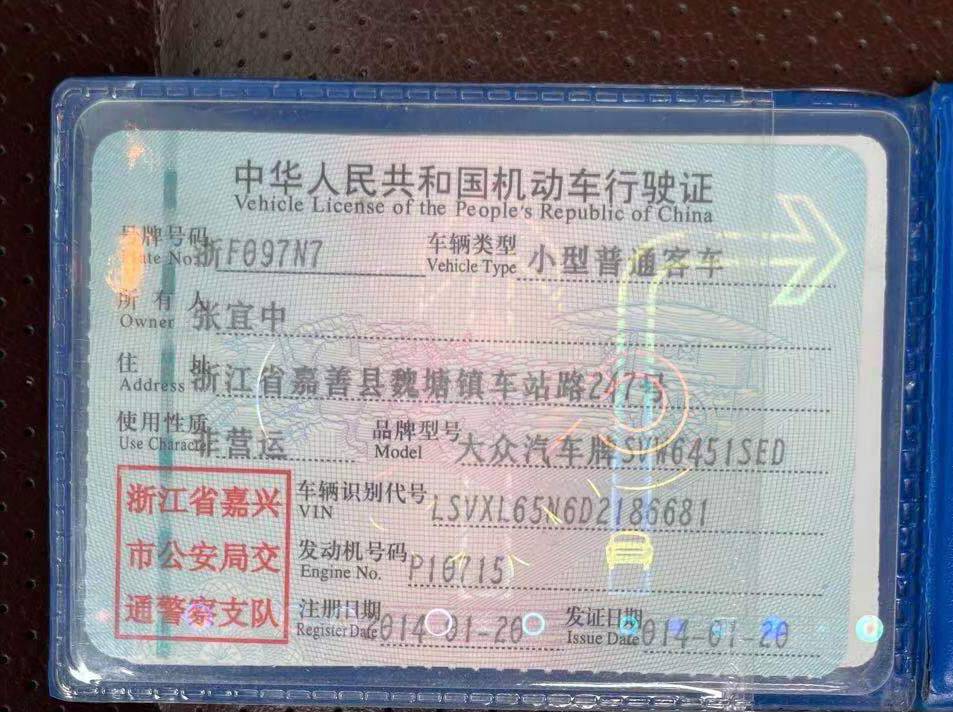 中华人民共和国机动车行驶证
Vehicle License of the People's Republic of China
号牌号码 浙F097N7 车辆类型 小型普通客车
Plate No. Vehicle Type
所有人 张宜中
Owner
住址 浙江省嘉善县魏塘镇车站路247号
Address
使用性质 非营运 品牌型号 大众汽车牌SVW6451SED
Use Character Model
浙江省嘉兴
市公安局交
通警察支队
车辆识别代号 LSVXL65N6D2186681
VIN
发动机号码 P10715
Engine No.
注册日期 2014-01-20 发证日期 2014-01-20
Register Date Issue Date